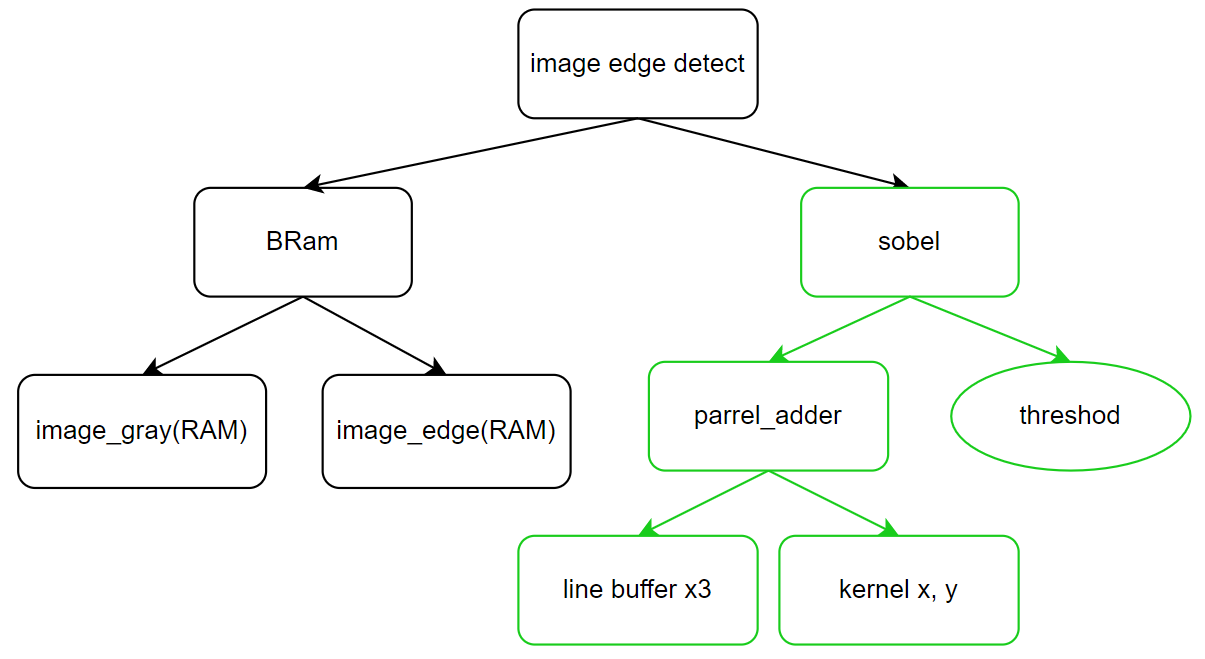 image edge detect
BRam
sobel
image_gray(RAM)
image_edge(RAM)
parrel_adder
threshod
line buffer x3
kernel x, y